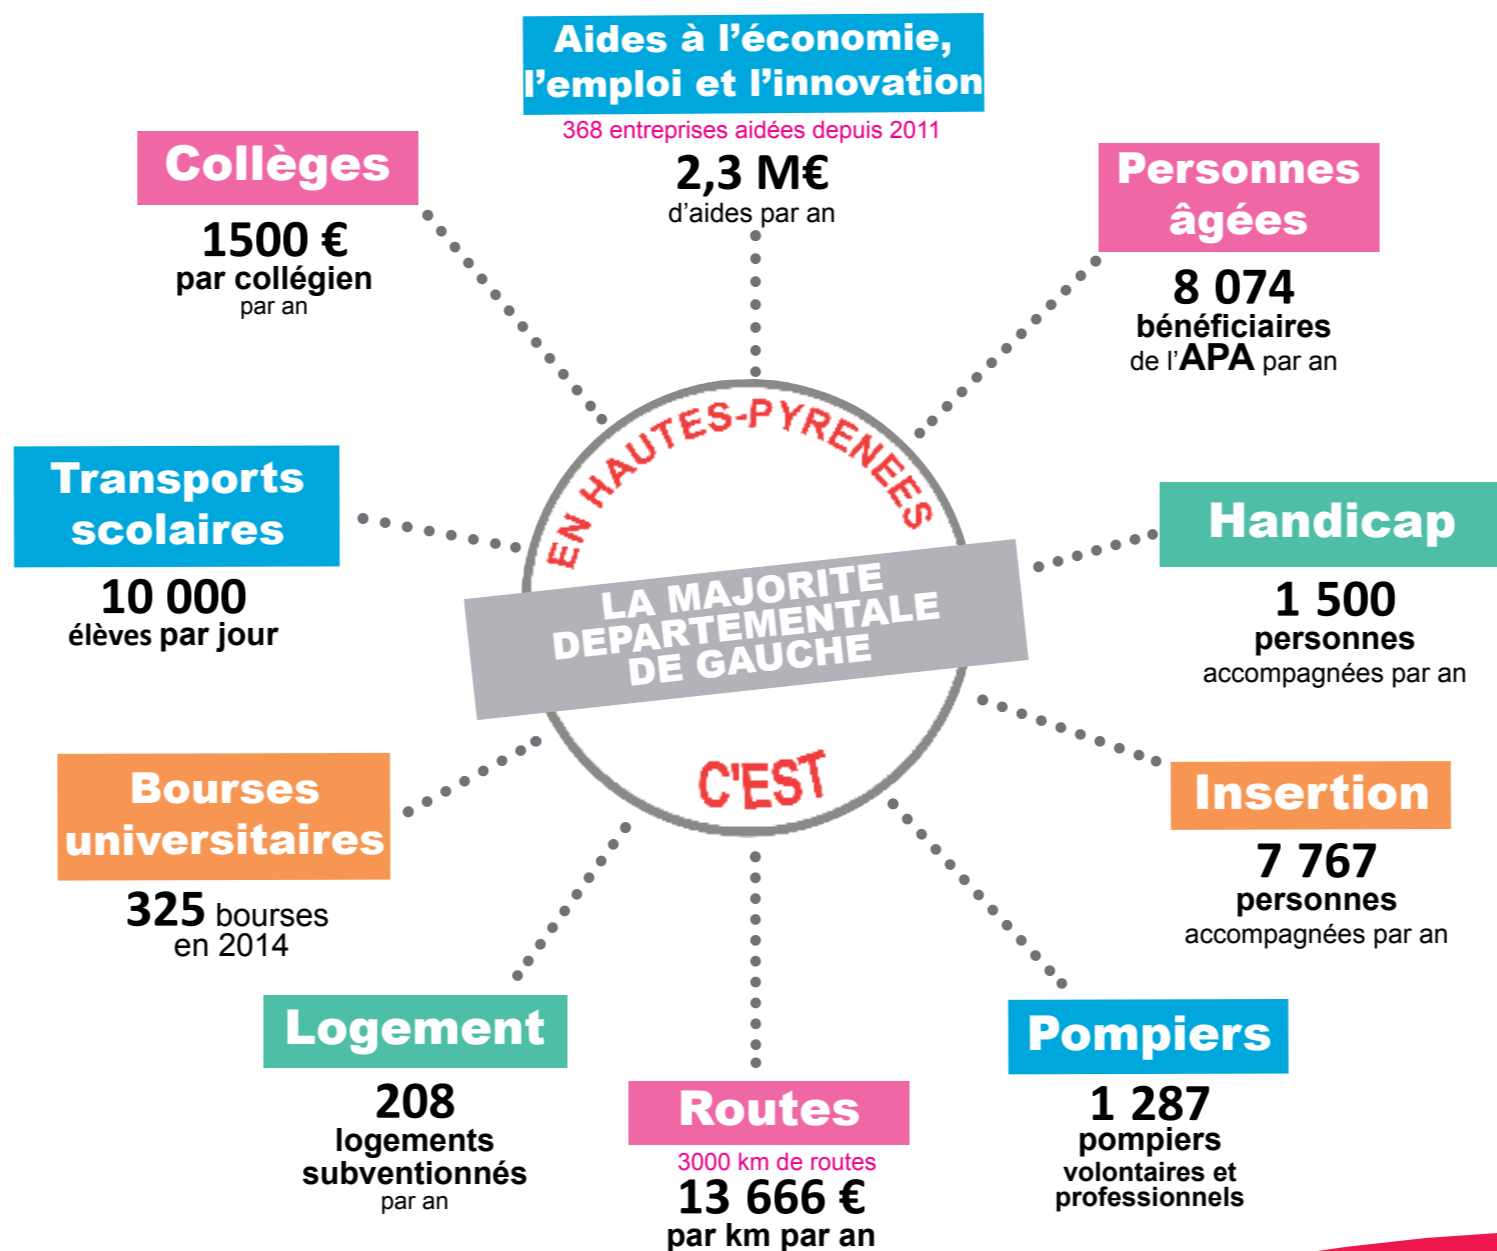 Aides à l’économie,
l’emploi et l’innovation
368 entreprises aidées depuis 2011
2,3 M€
d’aides par an
Collèges
1500 €
par collégien
par an
Personnes
âgées
8 074
bénéficiaires
de l’APA par an
EN HAUTES-PYRENEES
LA MAJORITE
DEPARTEMENTALE
DE GAUCHE
C'EST
Transports
scolaires
10 000
élèves par jour
Handicap
1 500
personnes
accompagnées par an
Bourses
universitaires
325 bourses
en 2014
Insertion
7 767
personnes
accompagnées par an
Logement
208
logements
subventionnés
par an
Routes
3000 km de routes
13 666 €
par km par an
Pompiers
1 287
pompiers
volontaires et
professionnels